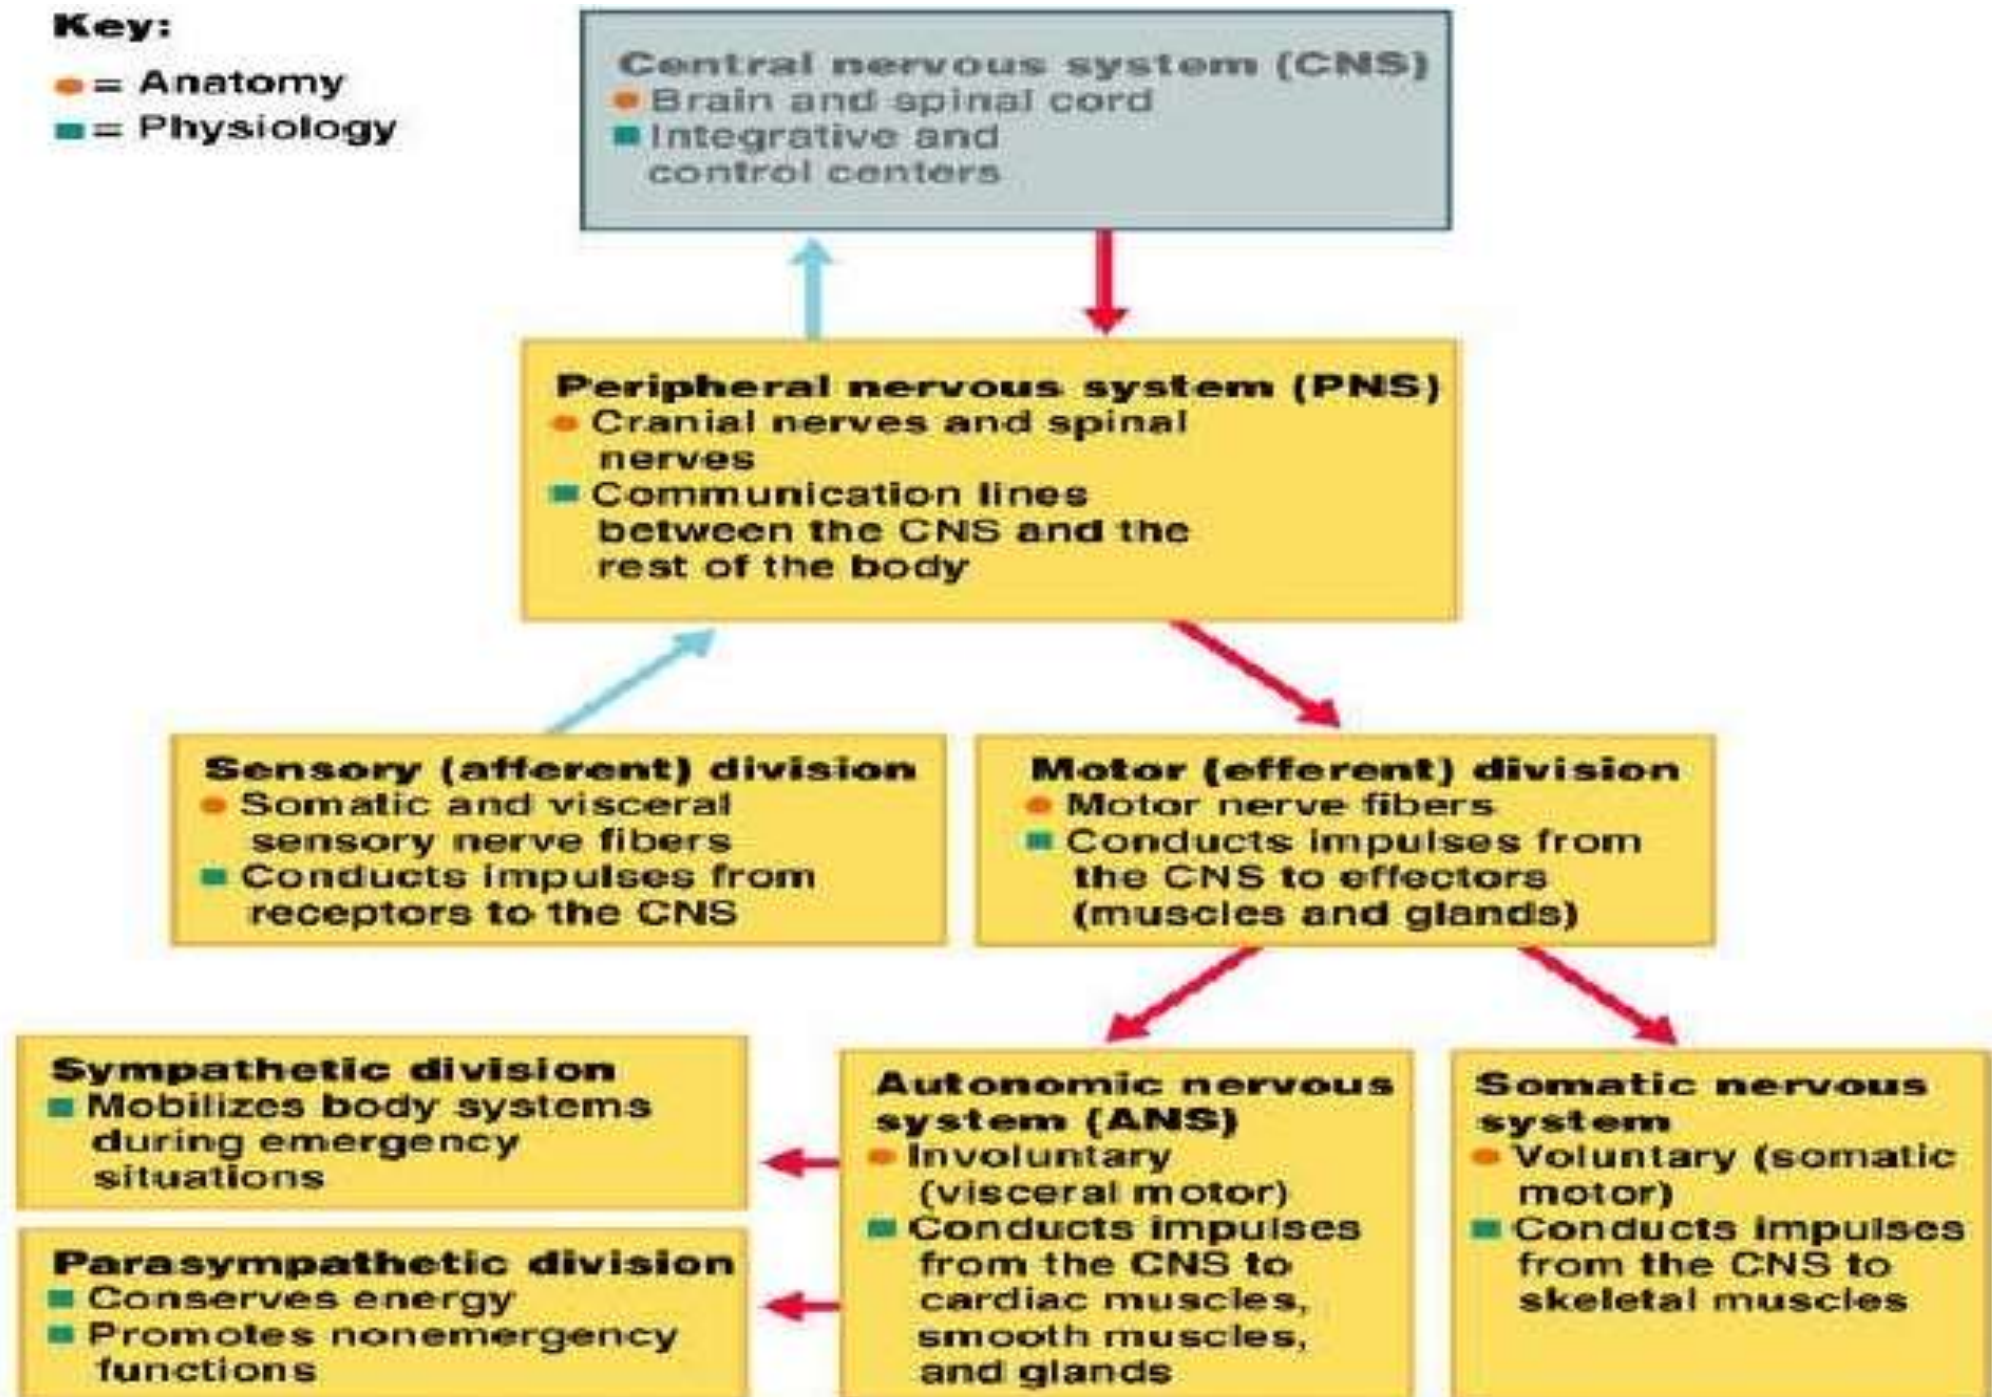 Key:
= Anatomy
= Physiology
Central nervous system (CNS)
Brain and spinal cord
Integrative and
control centers
Peripheral nervous system (PNS)
Cranial nerves and spinal
nerves
Communication lines
between the CNS and the
rest of the body
Sensory (afferent) division
Somatic and visceral
sensory nerve fibers
Conducts impulses from
receptors to the CNS
Motor (efferent) division
Motor nerve fibers
Conducts impulses from
the CNS to effectors
(muscles and glands)
Sympathetic division
Mobilizes body systems
during emergency
situations
Parasympathetic division
Conserves energy
Promotes nonemergency
functions
Autonomic nervous
system (ANS)
Involuntary
(visceral motor)
Conducts impulses
from the CNS to
cardiac muscles,
smooth muscles,
and glands
Somatic nervous
system
Voluntary (somatic
motor)
Conducts impulses
from the CNS to
skeletal muscles